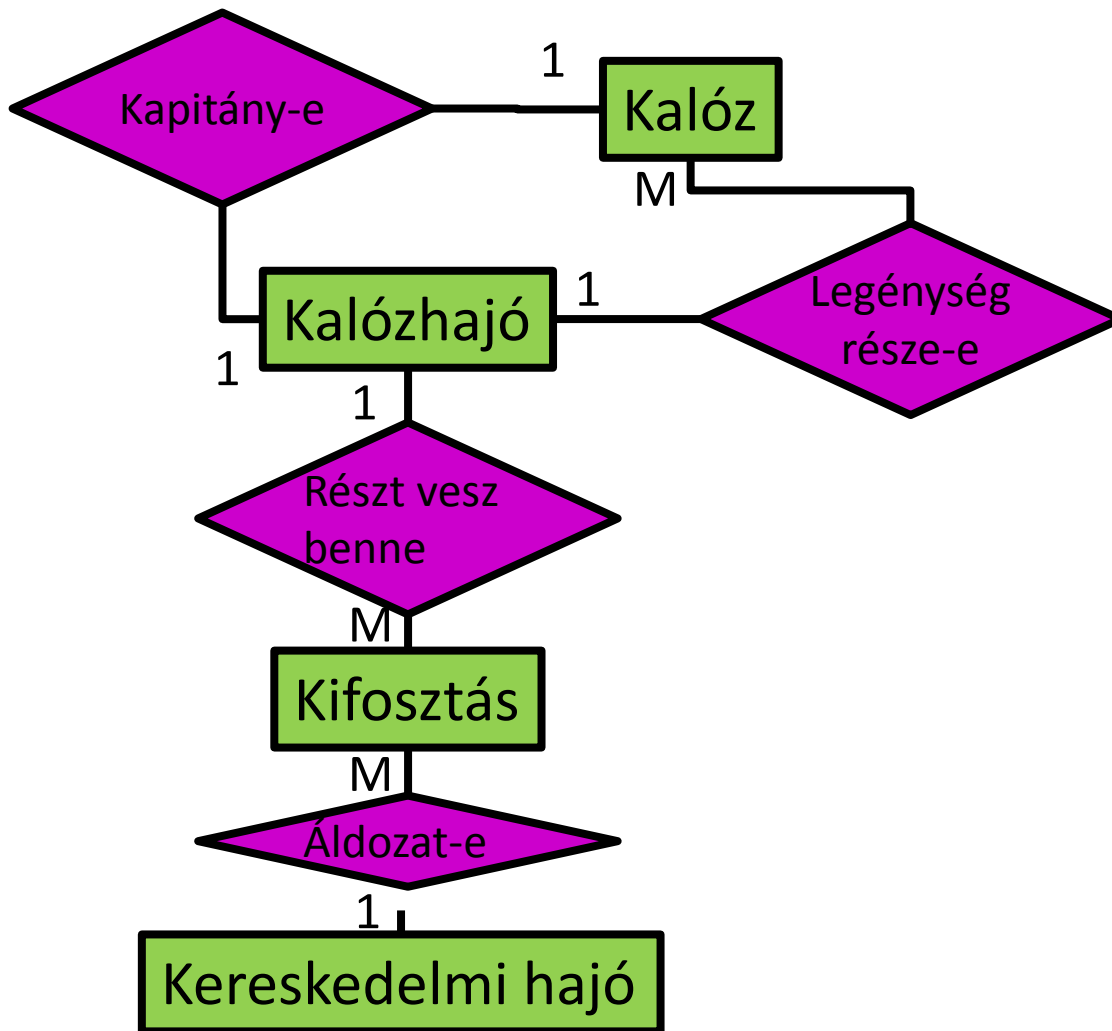 Kapitány-e
1
Kalóz
M
Legénység
része-e
Kalózhajó
1
1
1
Részt vesz
benne
M
Kifosztás
M
Áldozat-e
1
Kereskedelmi hajó